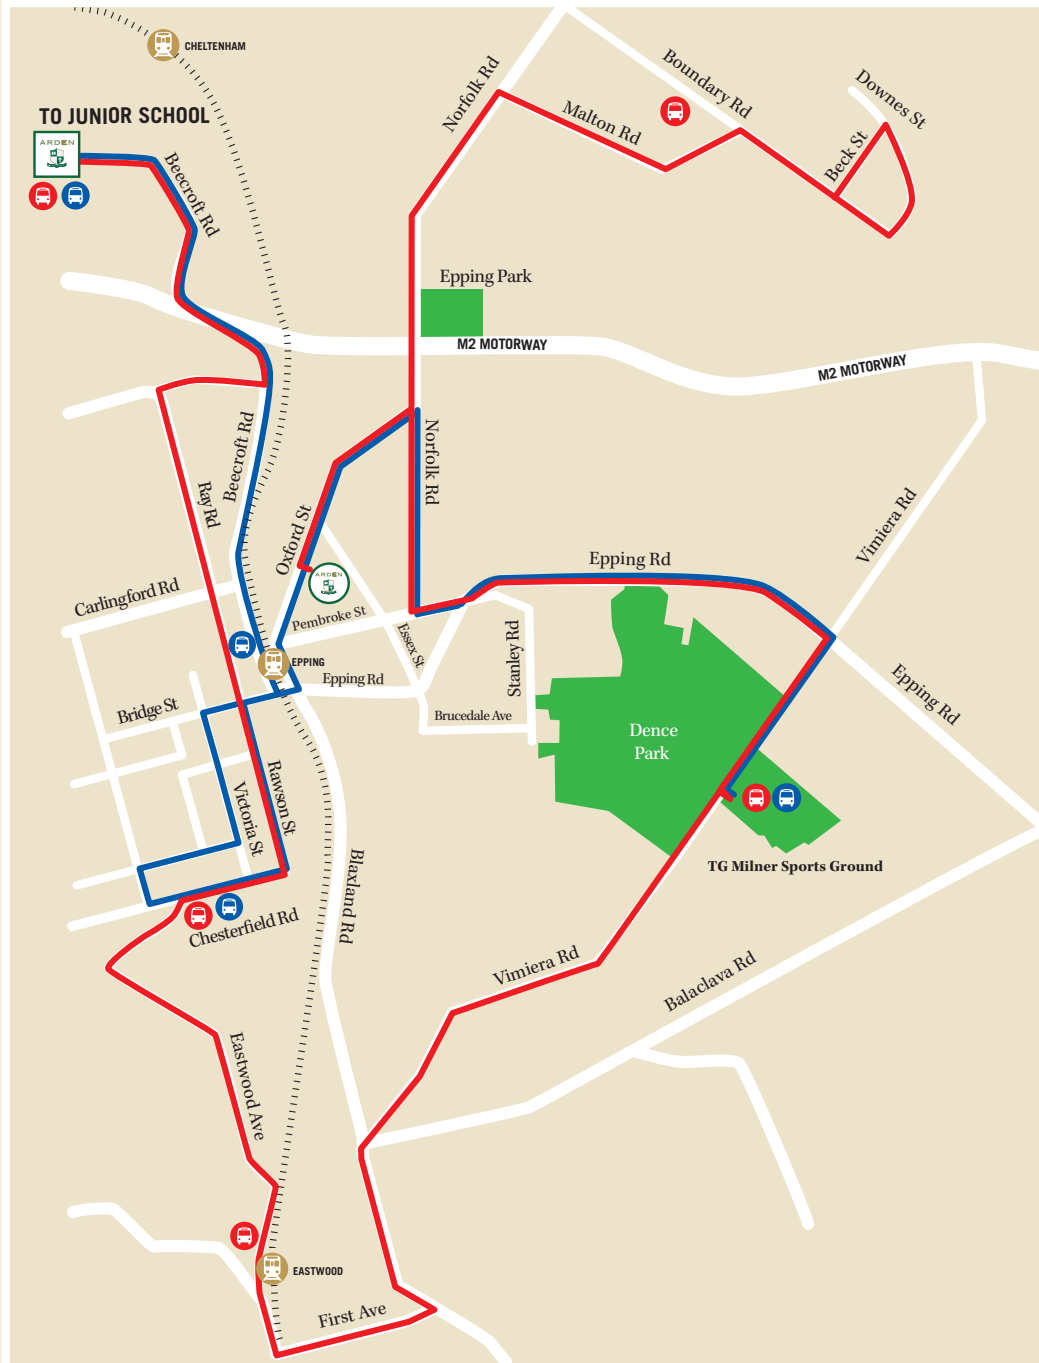 CHELTENHAM
TO JUNIOR SCHOOL
ARDEN
Beecroft Rd
Norfolk Rd
Boundary Rd
Malton Rd
Downes St
Beck St
Epping Park
M2 MOTORWAY
M2 MOTORWAY
Beecroft Rd
Ray Rd
Norfolk Rd
Oxford St
Vimiera Rd
Epping Rd
ARDEN
Carlingford Rd
Pembroke St
Essex St
EPPING
Epping Rd
Stanley Rd
Epping Rd
Bridge St
Brucedale Ave
Dence
Park
Rawson St
Victoria St
TG Milner Sports Ground
Blaxland Rd
Chesterfield Rd
Vimiera Rd
Balaclava Rd
Eastwood Ave
EASTWOOD
First Ave